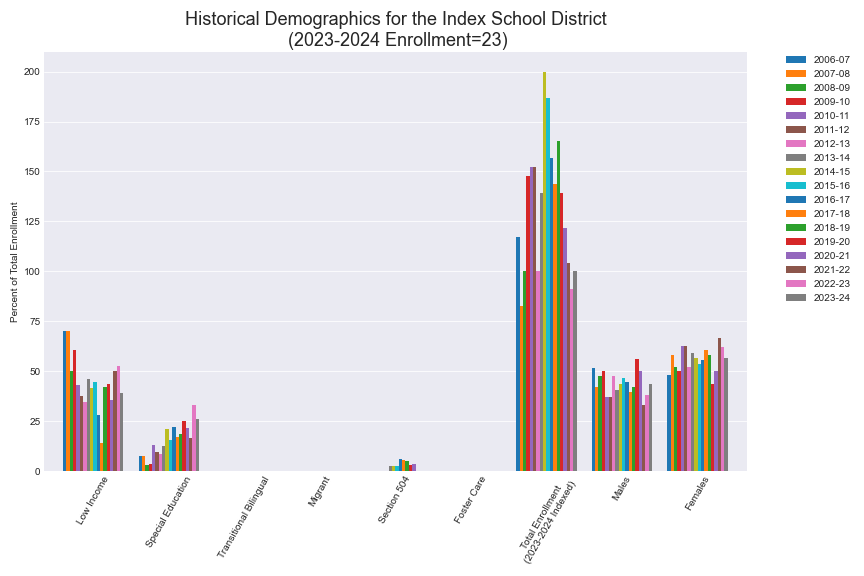 Historical Demographics for the Index School District
(2023-2024 Enrollment=23)
Percent of Total Enrollment
200
175
150
125
100
75
50
25
0
Low Income
Special Education
Transitional Bilingual
Migrant
Section 504
Foster Care
Total Enrollment
(2023-2024 Indexed)
Males
Females
2006-07
2007-08
2008-09
2009-10
2010-11
2011-12
2012-13
2013-14
2014-15
2015-16
2016-17
2017-18
2018-19
2019-20
2020-21
2021-22
2022-23
2023-24